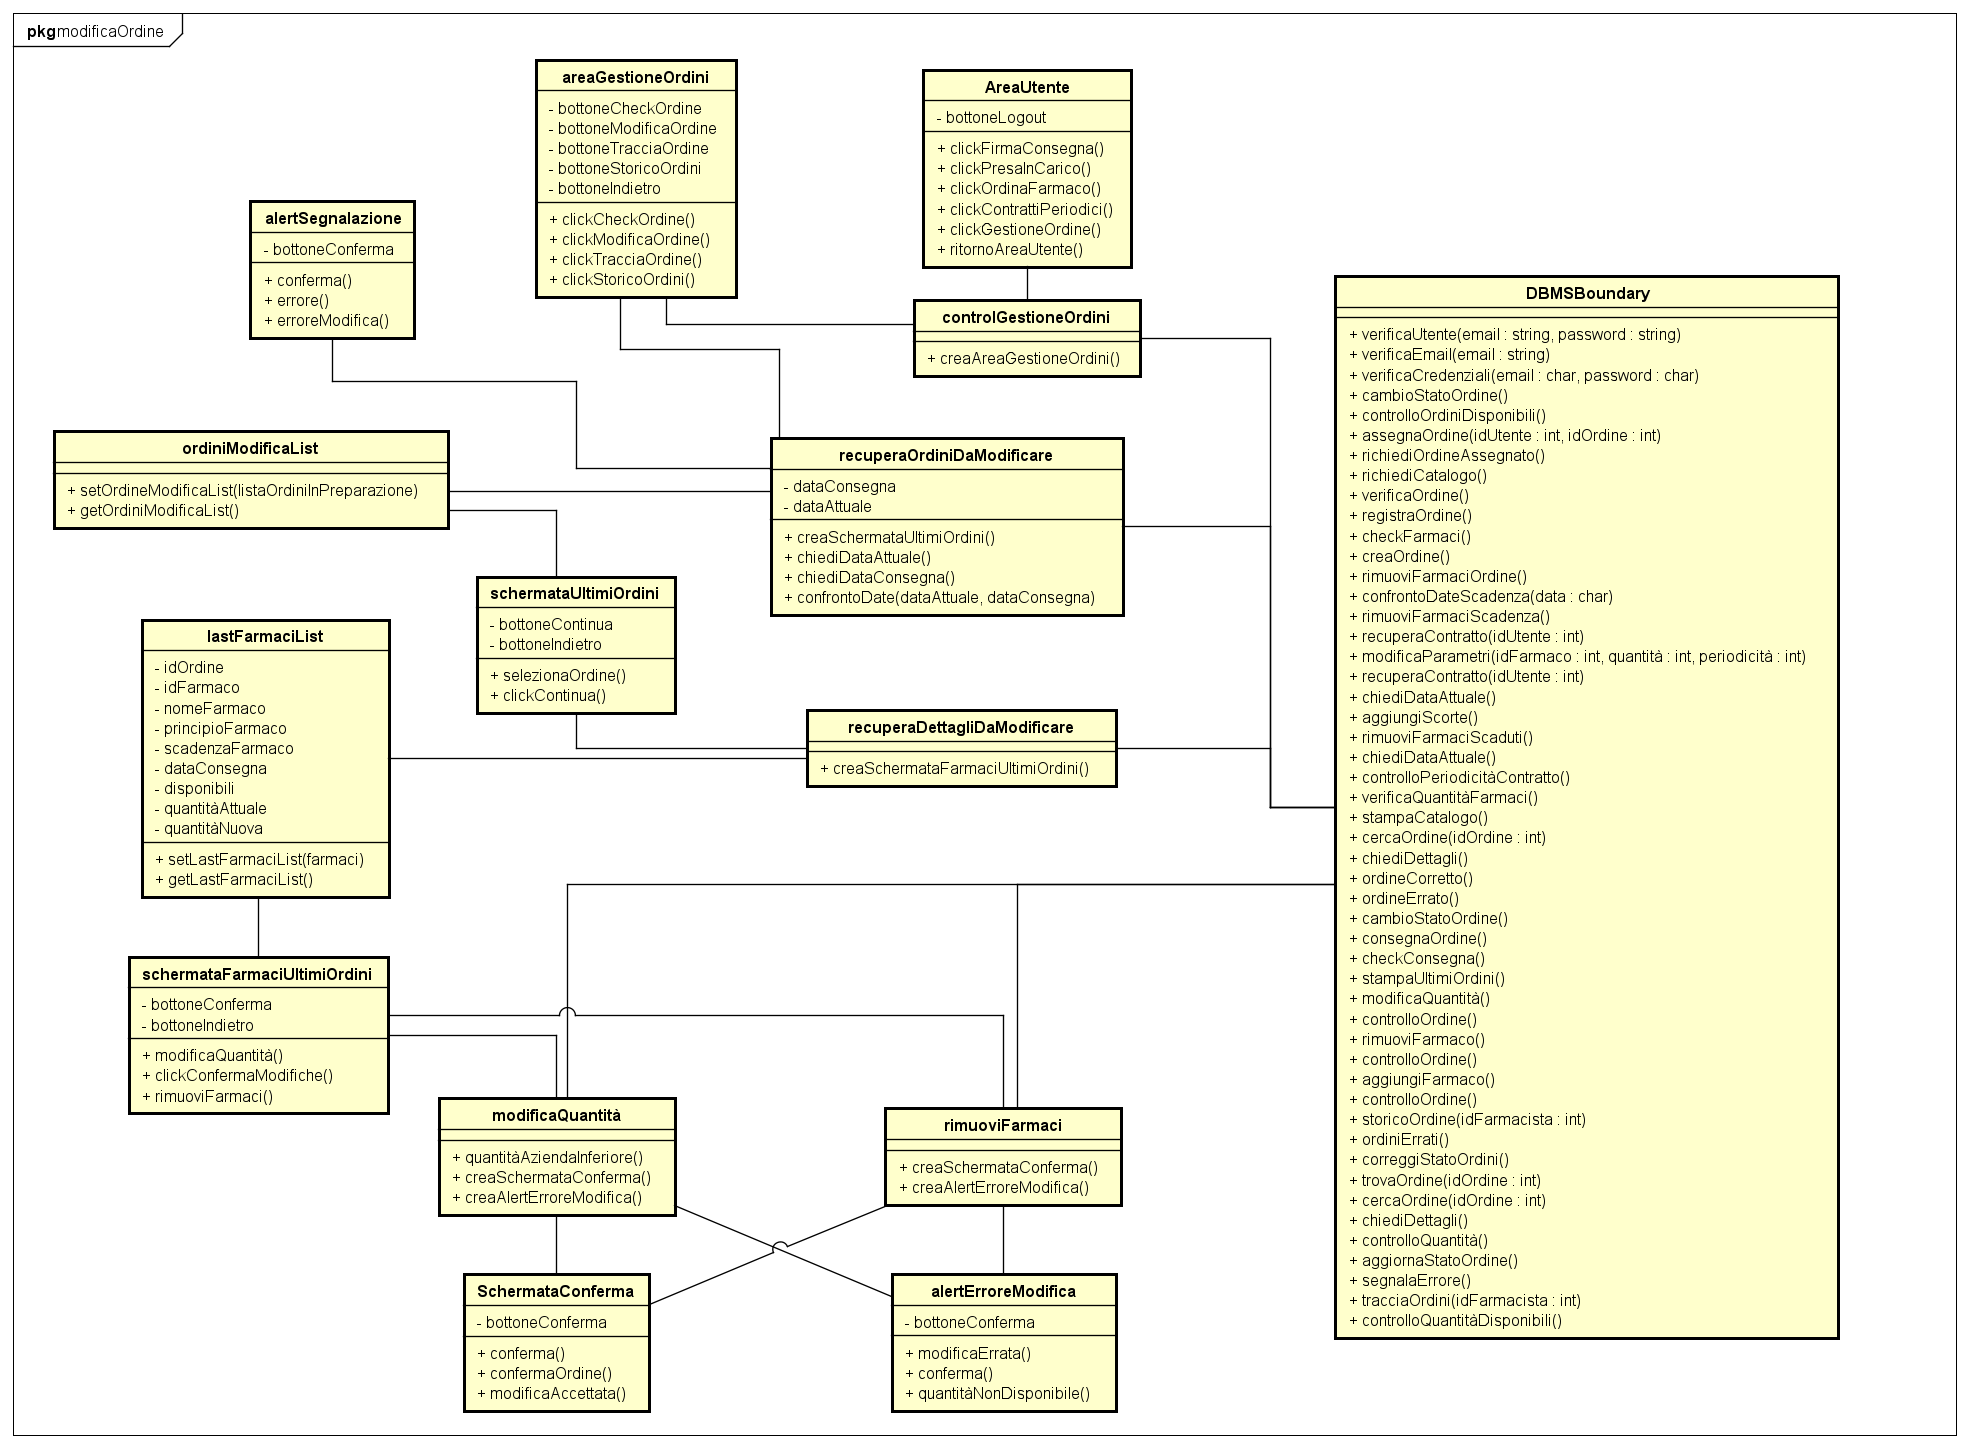 pkgmodificaOrdine
areaGestioneOrdini
- bottoneCheckOrdine
- bottoneModificaOrdine
- bottoneTracciaOrdine
- bottoneStoricoOrdini
- bottoneIndietro
+ clickCheckOrdine()
+ clickModificaOrdine()
+ clickTracciaOrdine()
+ clickStoricoOrdini()
AreaUtente
- bottoneLogout
+ clickFirmaConsegna()
+ clickPresaInCarico()
+ clickOrdinaFarmaco()
+ clickContrattiPeriodici()
+ clickGestioneOrdine()
+ ritornoAreaUtente()
alertSegnalazione
- bottoneConferma
+ conferma()
+ errore()
+ erroreModifica()
controlGestioneOrdini
+ creaAreaGestioneOrdini()
DBMSBoundary
+ verificaUtente(email : string, password : string)
+ verificaEmail(email : string)
+ verificaCredenziali(email : char, password : char)
+ cambioStatoOrdine()
+ controlloOrdiniDisponibili()
+ assegnaOrdine(idUtente : int, idOrdine : int)
+ richiediOrdineAssegnato()
+ richiediCatalogo()
+ verificaOrdine()
+ registraOrdine()
+ checkFarmaci()
+ creaOrdine()
+ rimuoviFarmaciOrdine()
+ confrontoDateScadenza(data : char)
+ rimuoviFarmaciScadenza()
+ recuperaContratto(idUtente : int)
+ modificaParametri(idFarmaco : int, quantità : int, periodicità : int)
+ recuperaContratto(idUtente : int)
+ chiediDataAttuale()
+ aggiungiScorte()
+ rimuoviFarmaciScaduti()
+ chiediDataAttuale()
+ controlloPeriodicitàContratto()
+ verificaQuantitàFarmaci()
+ stampaCatalogo()
+ cercaOrdine(idOrdine : int)
+ chiediDettagli()
+ ordineCorretto()
+ ordineErrato()
+ cambioStatoOrdine()
+ consegnaOrdine()
+ checkConsegna()
+ stampaUltimiOrdini()
+ modificaQuantità()
+ controlloOrdine()
+ rimuoviFarmaco()
+ controlloOrdine()
+ aggiungiFarmaco()
+ controlloOrdine()
+ storicoOrdine(idFarmacista : int)
+ ordiniErrati()
+ correggiStatoOrdini()
+ trovaOrdine(idOrdine : int)
+ cercaOrdine(idOrdine : int)
+ chiediDettagli()
+ controlloQuantità()
+ aggiornaStatoOrdine()
+ segnalaErrore()
+ tracciaOrdini(idFarmacista : int)
+ controlloQuantitàDisponibili()
ordiniModificaList
+ setOrdineModificaList(listaOrdiniInPreparazione)
+ getOrdiniModificaList()
recuperaOrdiniDaModificare
- dataConsegna
- dataAttuale
+ creaSchermataUltimiOrdini()
+ chiediDataAttuale()
+ chiediDataConsegna()
+ confrontoDate(dataAttuale, dataConsegna)
schermataUltimiOrdini
- bottoneContinua
- bottoneIndietro
+ selezionaOrdine()
+ clickContinua()
lastFarmaciList
- idOrdine
- idFarmaco
- nomeFarmaco
- principioFarmaco
- scadenzaFarmaco
- dataConsegna
- disponibili
- quantitàAttuale
- quantitàNuova
+ setLastFarmaciList(farmaci)
+ getLastFarmaciList()
recuperaDettagliDaModificare
+ creaSchermataFarmaciUltimiOrdini()
schermataFarmaciUltimiOrdini
- bottoneConferma
- bottoneIndietro
+ modificaQuantità()
+ clickConfermaModifiche()
+ rimuoviFarmaci()
modificaQuantità
+ quantitàAziendaInferiore()
+ creaSchermataConferma()
+ creaAlertErroreModifica()
rimuoviFarmaci
+ creaSchermataConferma()
+ creaAlertErroreModifica()
SchermataConferma
- bottoneConferma
+ conferma()
+ confermaOrdine()
+ modificaAccettata()
alertErroreModifica
- bottoneConferma
+ modificaErrata()
+ conferma()
+ quantitàNonDisponibile()